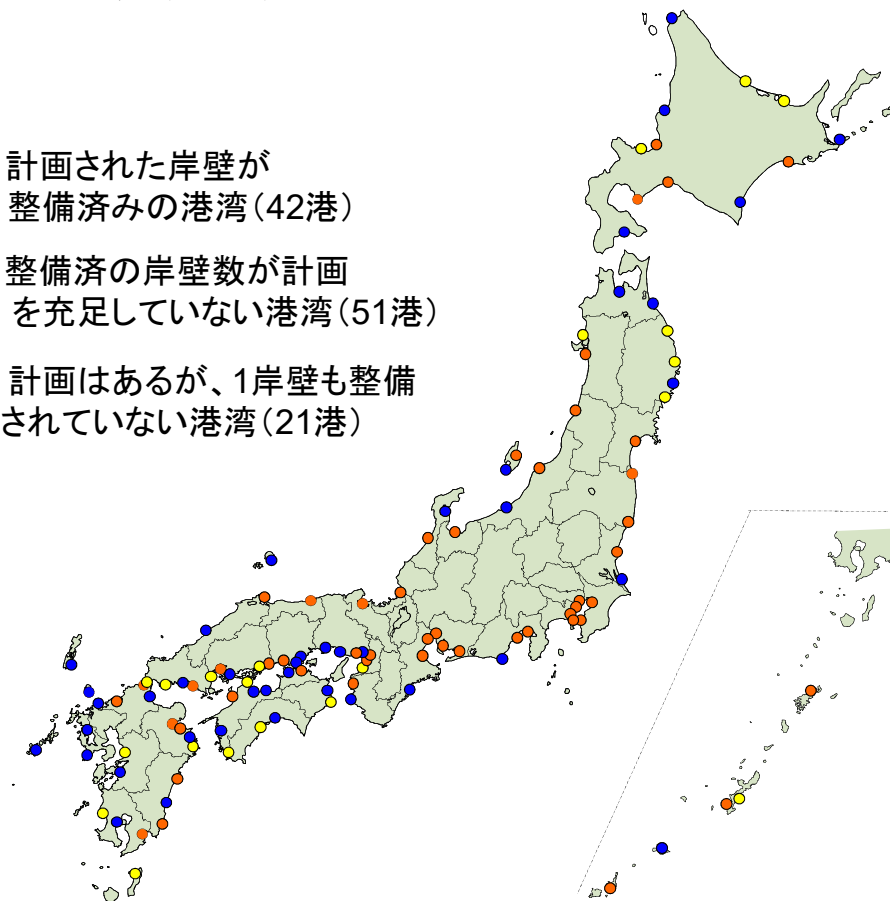 計画された岸壁が
整備済みの港湾（42港）
整備済の岸壁数が計画
を充足していない港湾（51港）
計画はあるが、1岸壁も整備
されていない港湾（21港）